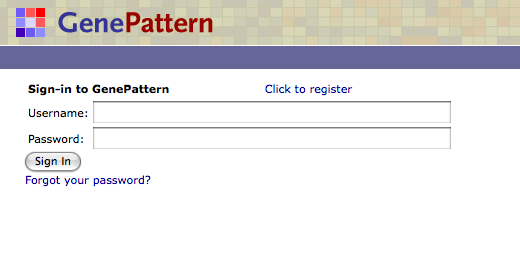 GenePattern
Sign-in to GenePattern Click to register
Username:
Password:
Sign In
Forgot your password?